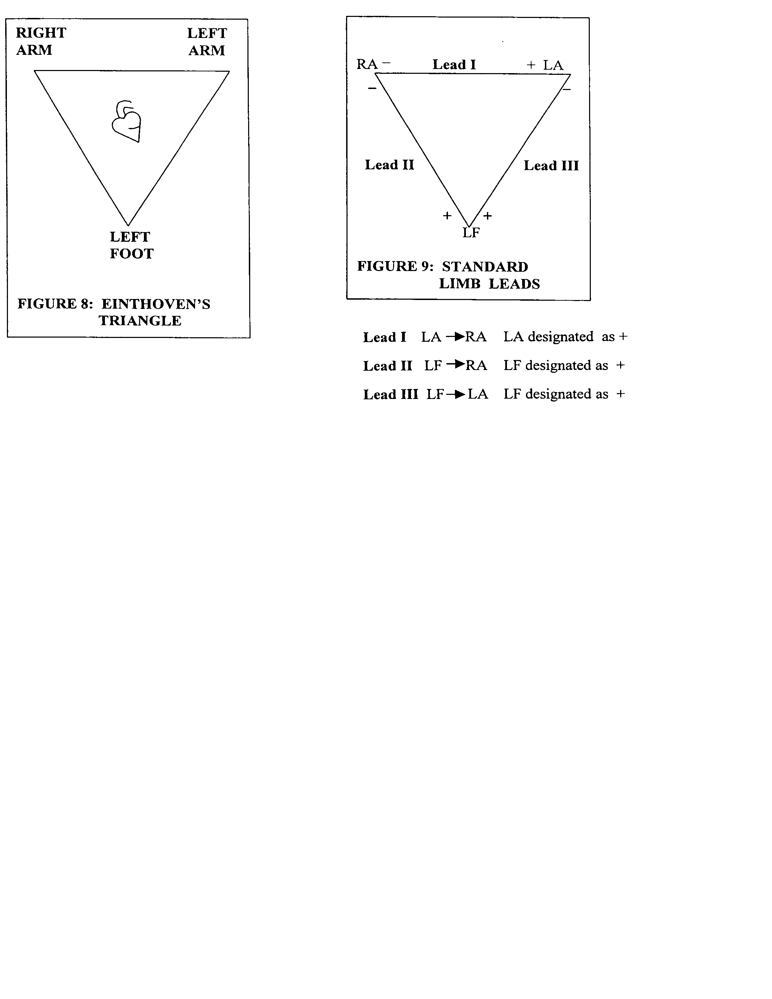 RIGHT
ARM
LEFT
ARM
LEFT
FOOT
FIGURE 8: EINTHOVEN'S
TRIANGLE
RA – Lead I + LA
– –
Lead II Lead III
+ +
LF
FIGURE 9: STANDARD
LIMB LEADS
Lead I LA → RA LA designated as +
Lead II LF → RA LF designated as +
Lead III LF → LA LF designated as +